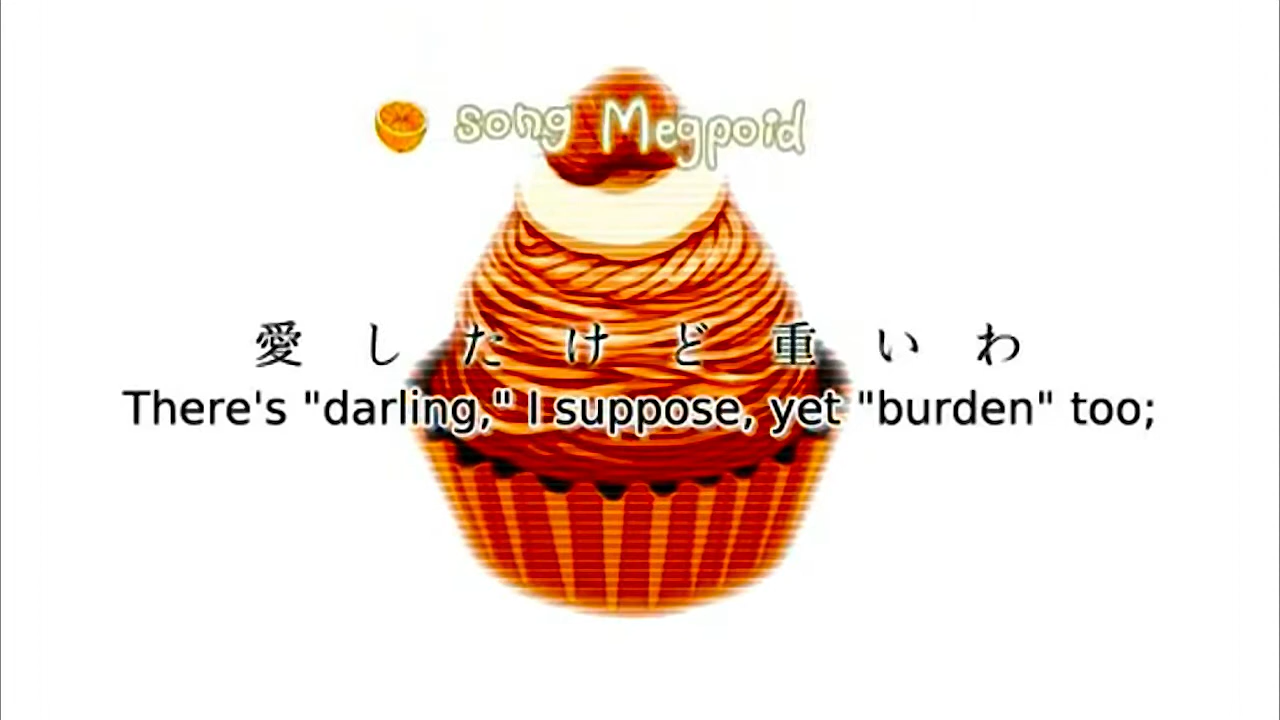 song Megpoid
愛したけど重いわ
There's "darling," I suppose, yet "burden" too;